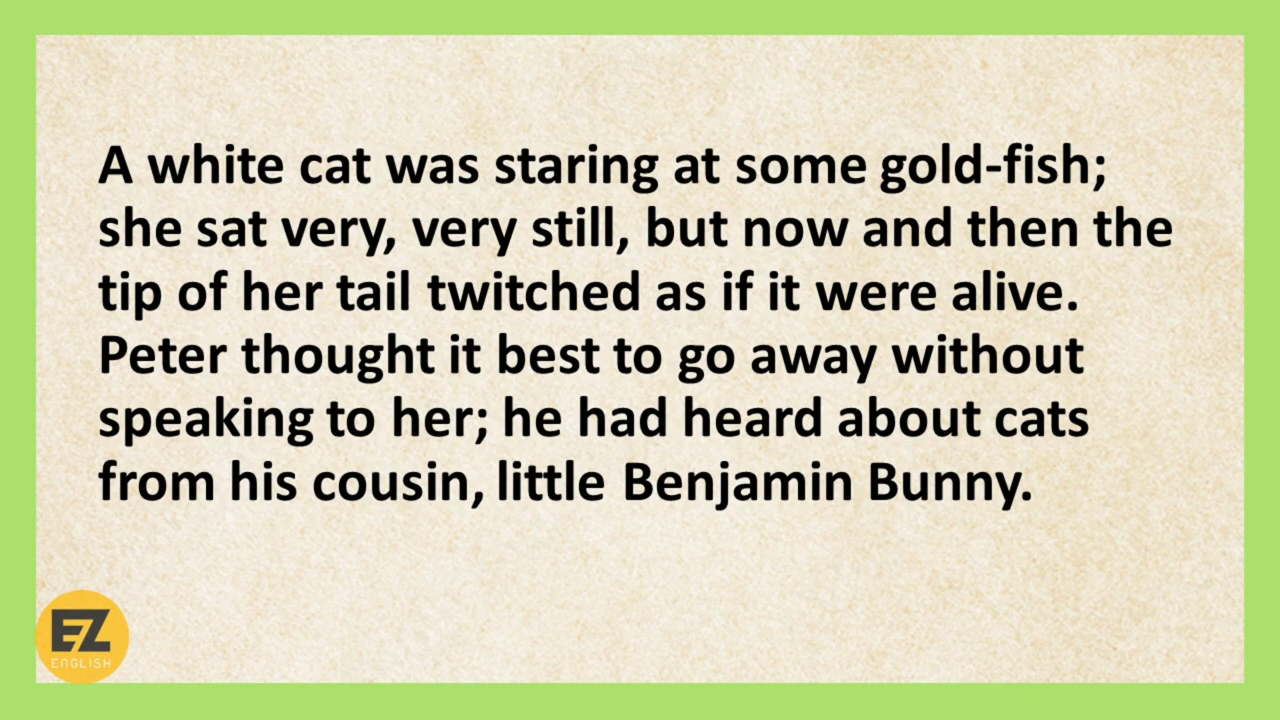 A white cat was staring at some gold-fish;
she sat very, very still, but now and then the
tip of her tail twitched as if it were alive.
Peter thought it best to go away without
speaking to her; he had heard about cats
from his cousin, little Benjamin Bunny.
EZ
ENGLISH